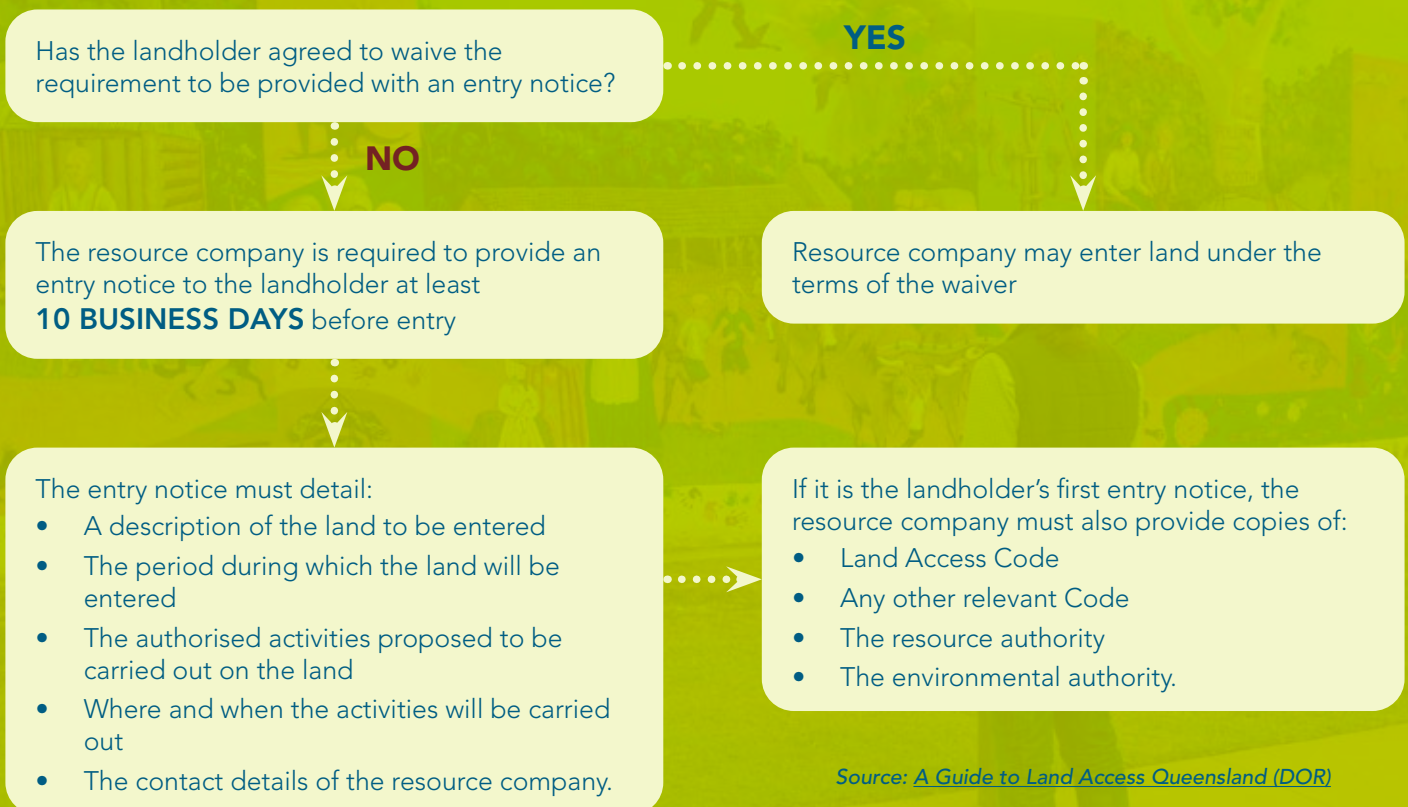 Has the landholder agreed to waive the
requirement to be provided with an entry notice?
YES
NO
The resource company is required to provide an
entry notice to the landholder at least
10 BUSINESS DAYS before entry
Resource company may enter land under the
terms of the waiver
The entry notice must detail:
• A description of the land to be entered
• The period during which the land will be
entered
• The authorised activities proposed to be
carried out on the land
• Where and when the activities will be carried
out
• The contact details of the resource company.
If it is the landholder’s first entry notice, the
resource company must also provide copies of:
• Land Access Code
• Any other relevant Code
• The resource authority
• The environmental authority.
Source: A Guide to Land Access Queensland (DOR)